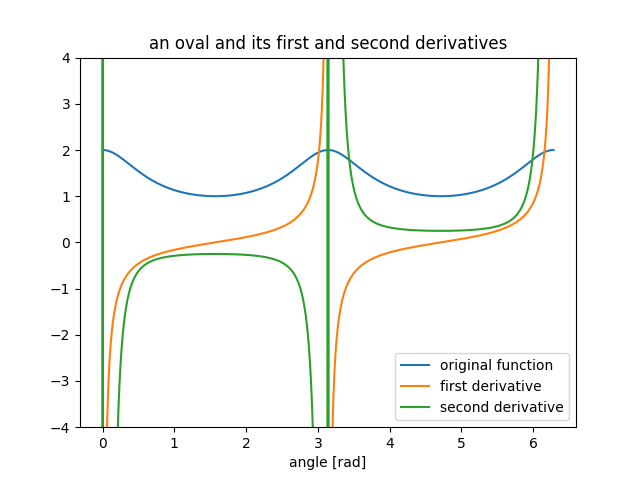 an oval and its first and second derivatives
4
3
2
1
0
−1
−2
−3
−4
original function
first derivative
second derivative
0 1 2 3 4 5 6
angle [rad]